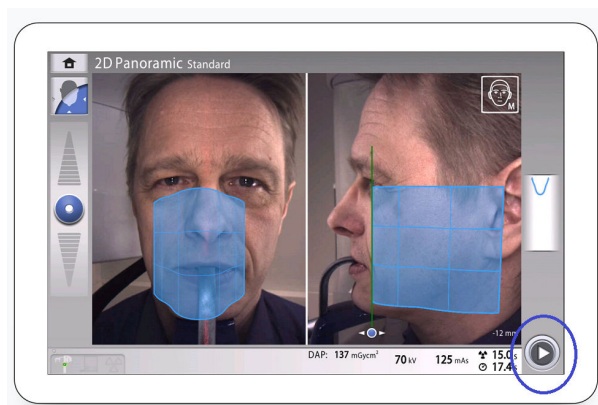 2D Panoramic Standard
M
-12 mm
DAP: 137 mGycm² 70 kV 125 mAs 15.0 s
17.4 s